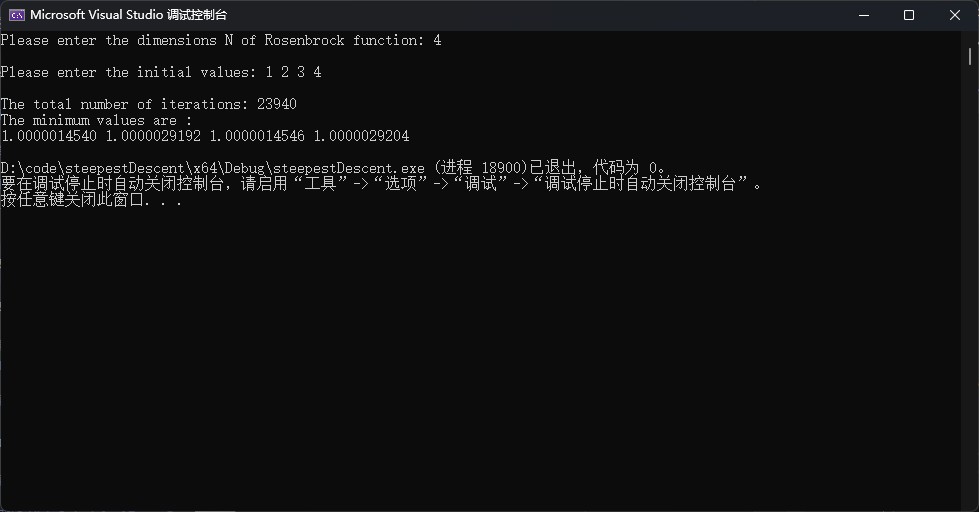 Microsoft Visual Studio 调试控制台
Please enter the dimensions N of Rosenbrock function: 4
Please enter the initial values: 1 2 3 4
The total number of iterations: 23940
The minimum values are :
1.0000014540 1.0000029192 1.0000014546 1.0000029204
D:\code\steepestDescent\x64\Debug\steepestDescent.exe (进程 18900)已退出，代码为 0。
要在调试停止时自动关闭控制台，请启用“工具”->“选项”->“调试”->“调试停止时自动关闭控制台”。
按任意键关闭此窗口. . .